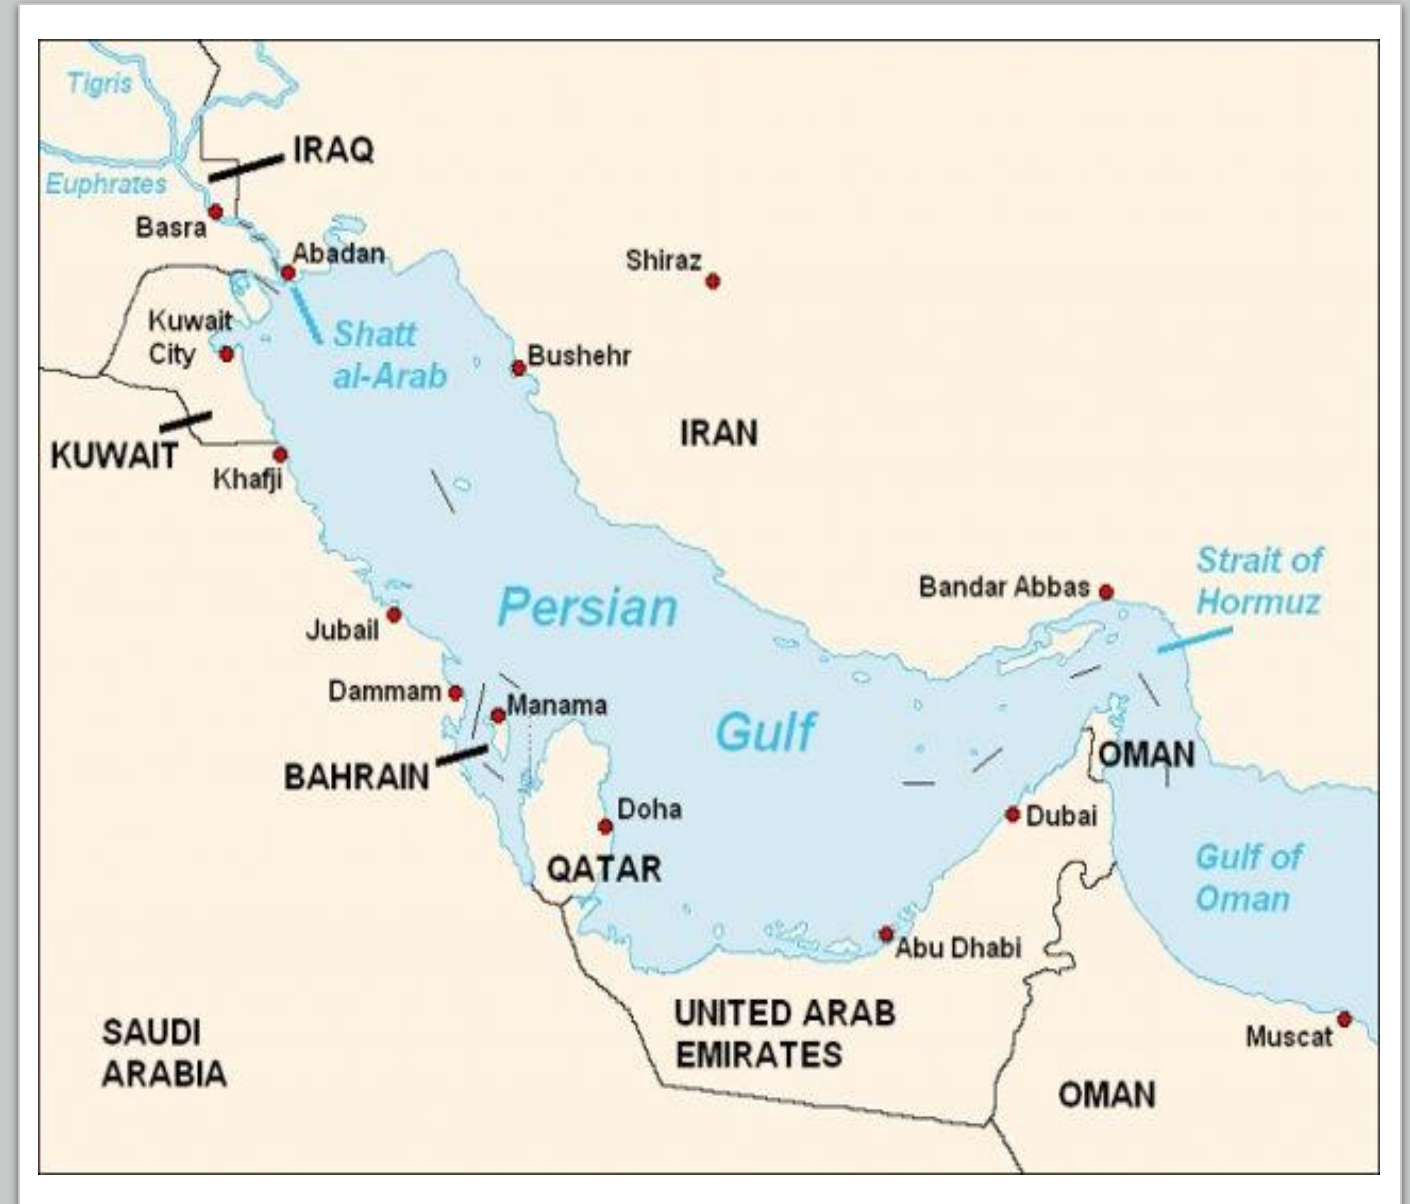 Tigris
IRAQ
Euphrates
Basra
Abadan
Shiraz
Kuwait
City
Shatt
al-Arab
Bushehr
IRAN
KUWAIT
Khafji
Strait of
Hormuz
Bandar Abbas
Persian
Jubail
Dammam
Manama
Gulf
BAHRAIN
OMAN
Doha
Dubai
QATAR
Gulf of
Oman
Abu Dhabi
UNITED ARAB
EMIRATES
SAUDI
ARABIA
Muscat
OMAN